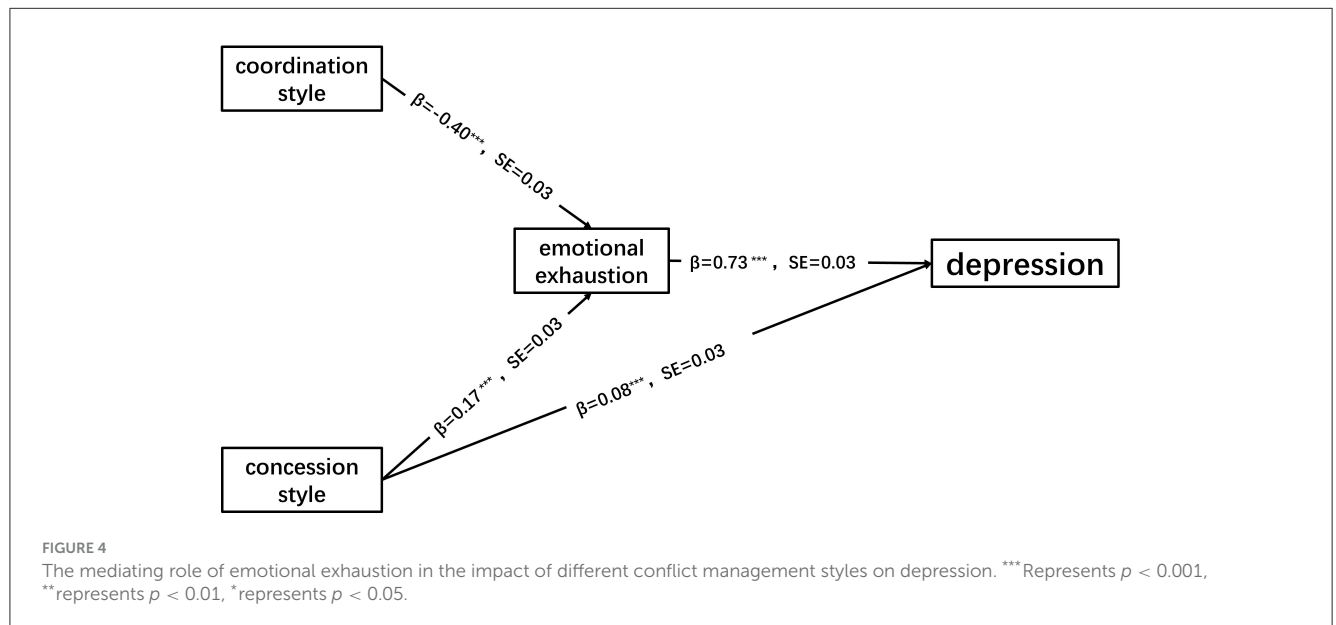 coordination
style
β=-0.40***, SE=0.03
emotional
exhaustion
β=0.73 ***, SE=0.03
depression
β=0.17***, SE=0.03
β=0.08***, SE=0.03
concession
style
FIGURE 4
The mediating role of emotional exhaustion in the impact of different conflict management styles on depression. ***Represents p < 0.001,
**represents p < 0.01, *represents p < 0.05.